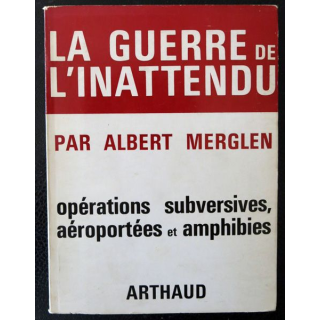 LA GUERRE DE
L'INATTENDU
PAR ALBERT MERGLEN
opérations subversives,
aéroportées et amphibies
ARTHAUD